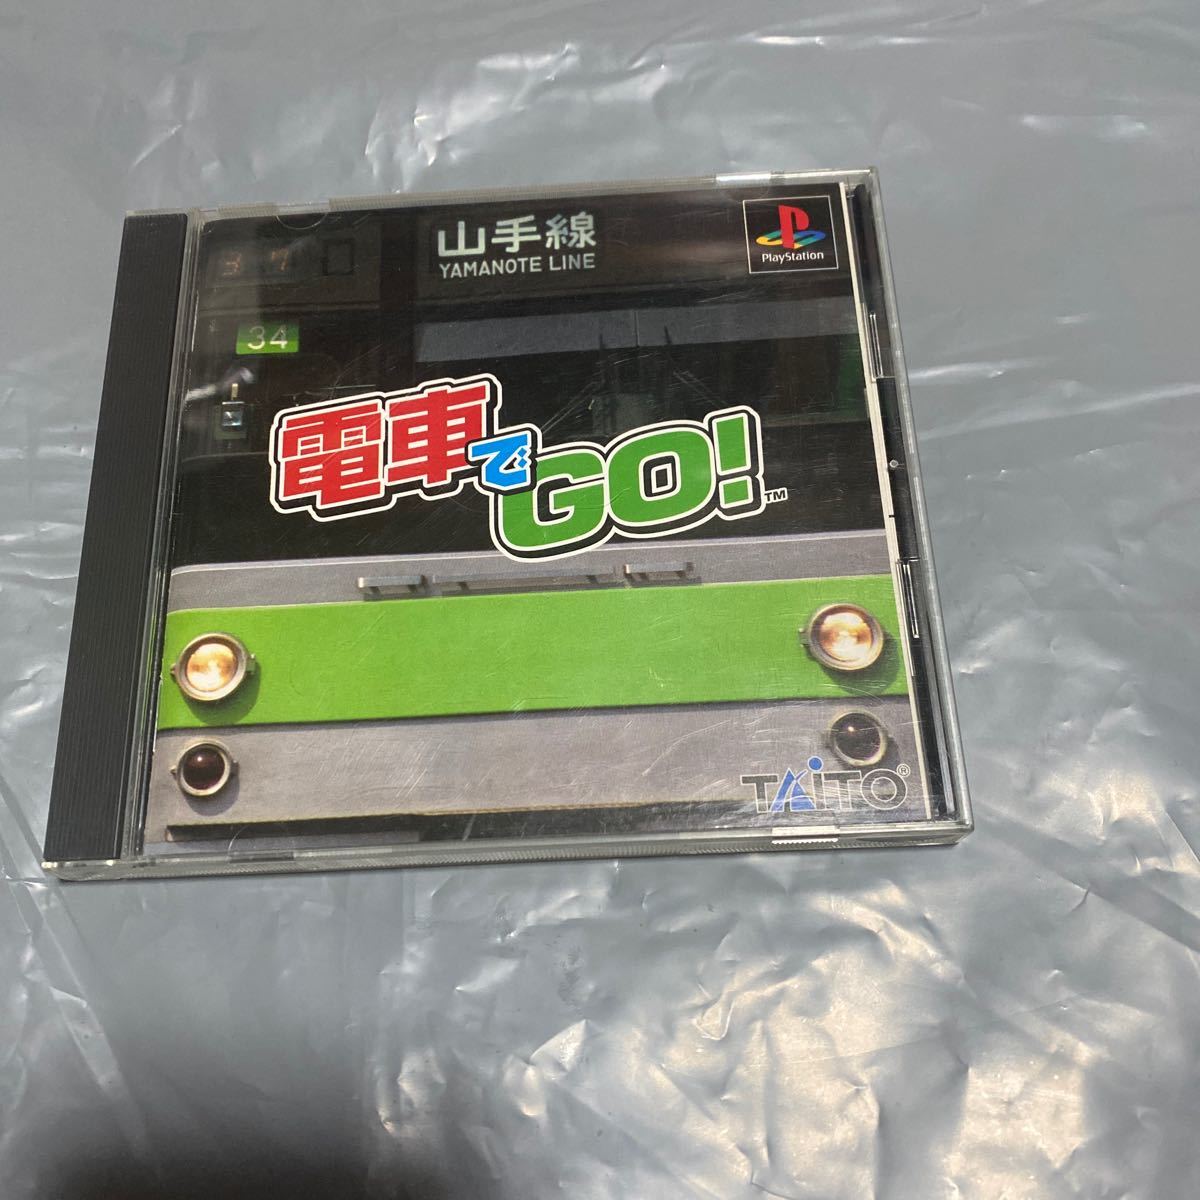 山手線
YAMANOTE LINE
PlayStation
34
電車でGO!™
TAiTO®